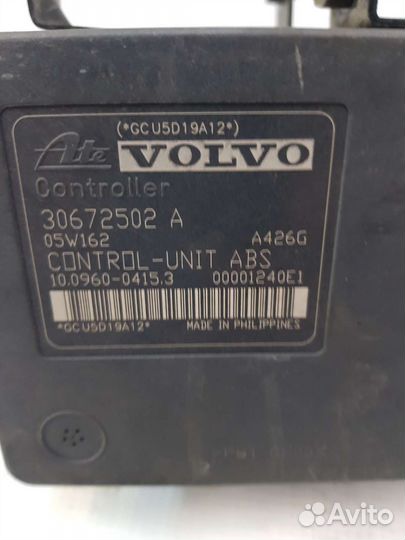 (*GCU5D19A12*)
Ate VOLVO
Controller
30672502 A
05W162 A426G
CONTROL-UNIT ABS
10.0960-0415.3 00001240E1
*GCU5D19A12* MADE IN PHILIPPINES
Avito